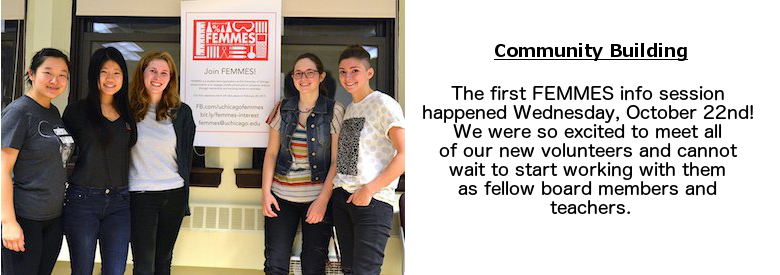 FEMMES
Join FEMMES!
FB.com/uchicagofemmes
bit.ly/femmes-interest
femmes@uchicago.edu
Community Building
The first FEMMES info session
happened Wednesday, October 22nd!
We were so excited to meet all
of our new volunteers and cannot
wait to start working with them
as fellow board members and
teachers.